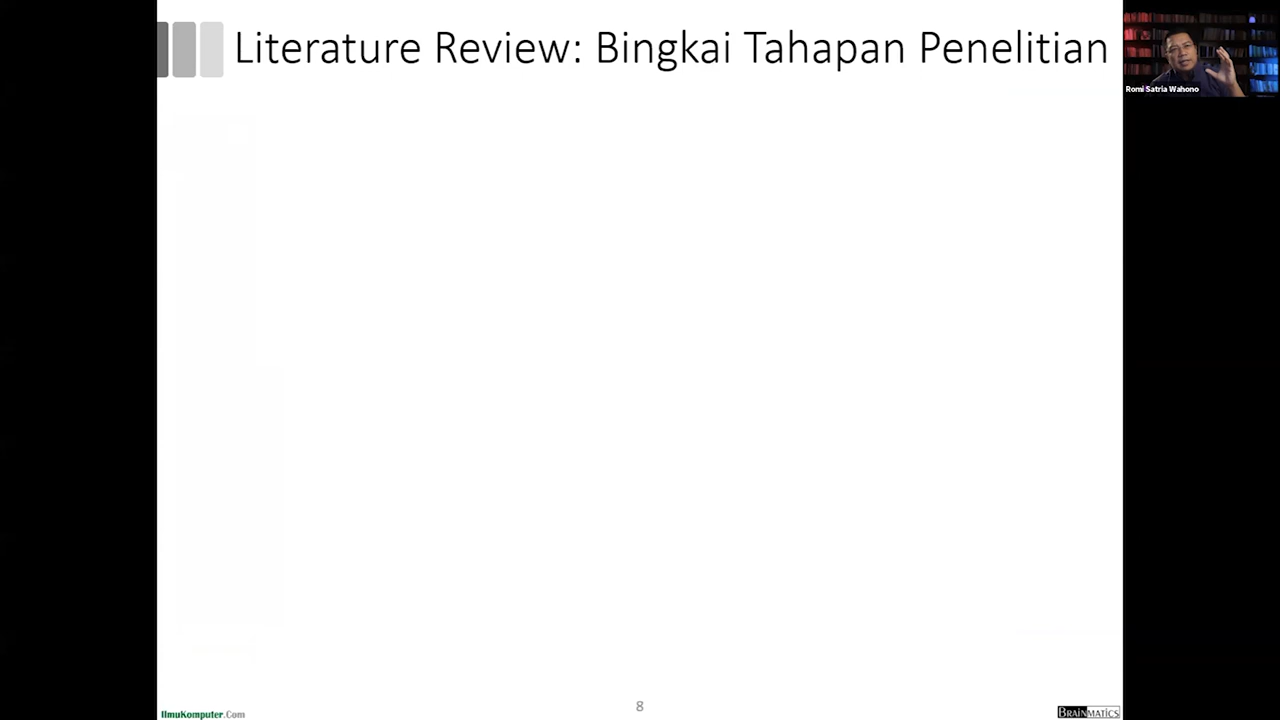 Literature Review: Bingkai Tahapan Penelitian
Romi Satria Wahono
8
IlmuKomputer.Com
BRAINMATICS